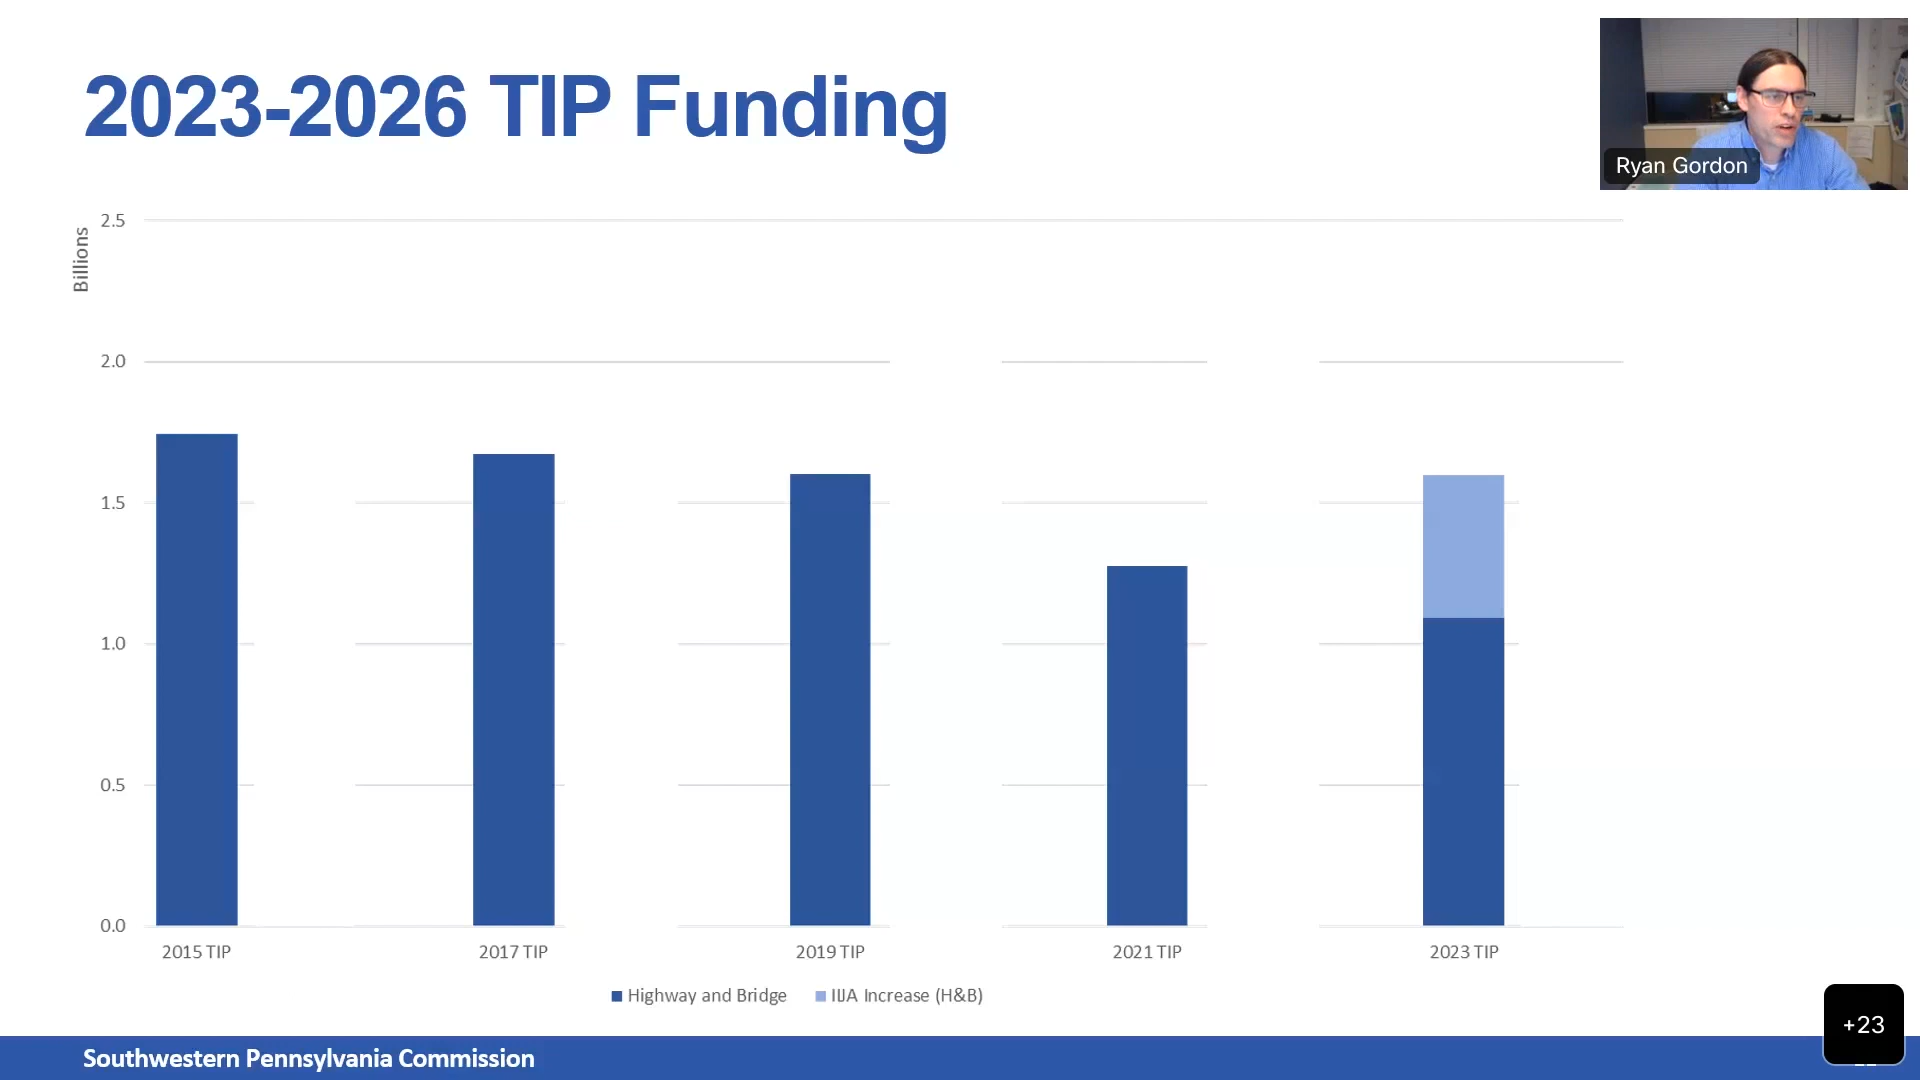 2023-2026 TIP Funding
Ryan Gordon
Billions
2.5
2.0
1.5
1.0
0.5
0.0
2015 TIP
2017 TIP
2019 TIP
2021 TIP
2023 TIP
Highway and Bridge
IIJA Increase (H&B)
Southwestern Pennsylvania Commission
+23